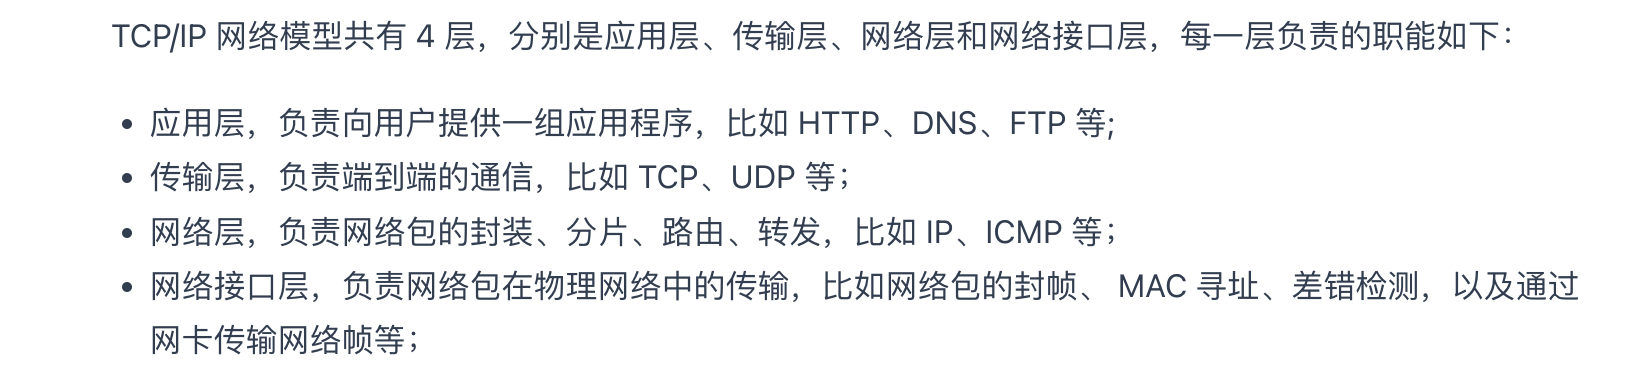 TCP/IP 网络模型共有 4 层，分别是应用层、传输层、网络层和网络接口层，每一层负责的职能如下：
• 应用层，负责向用户提供一组应用程序，比如 HTTP、DNS、FTP 等;
• 传输层，负责端到端的通信，比如 TCP、UDP 等；
• 网络层，负责网络包的封装、分片、路由、转发，比如 IP、ICMP 等；
• 网络接口层，负责网络包在物理网络中的传输，比如网络包的封帧、 MAC 寻址、差错检测，以及通过
网卡传输网络帧等；